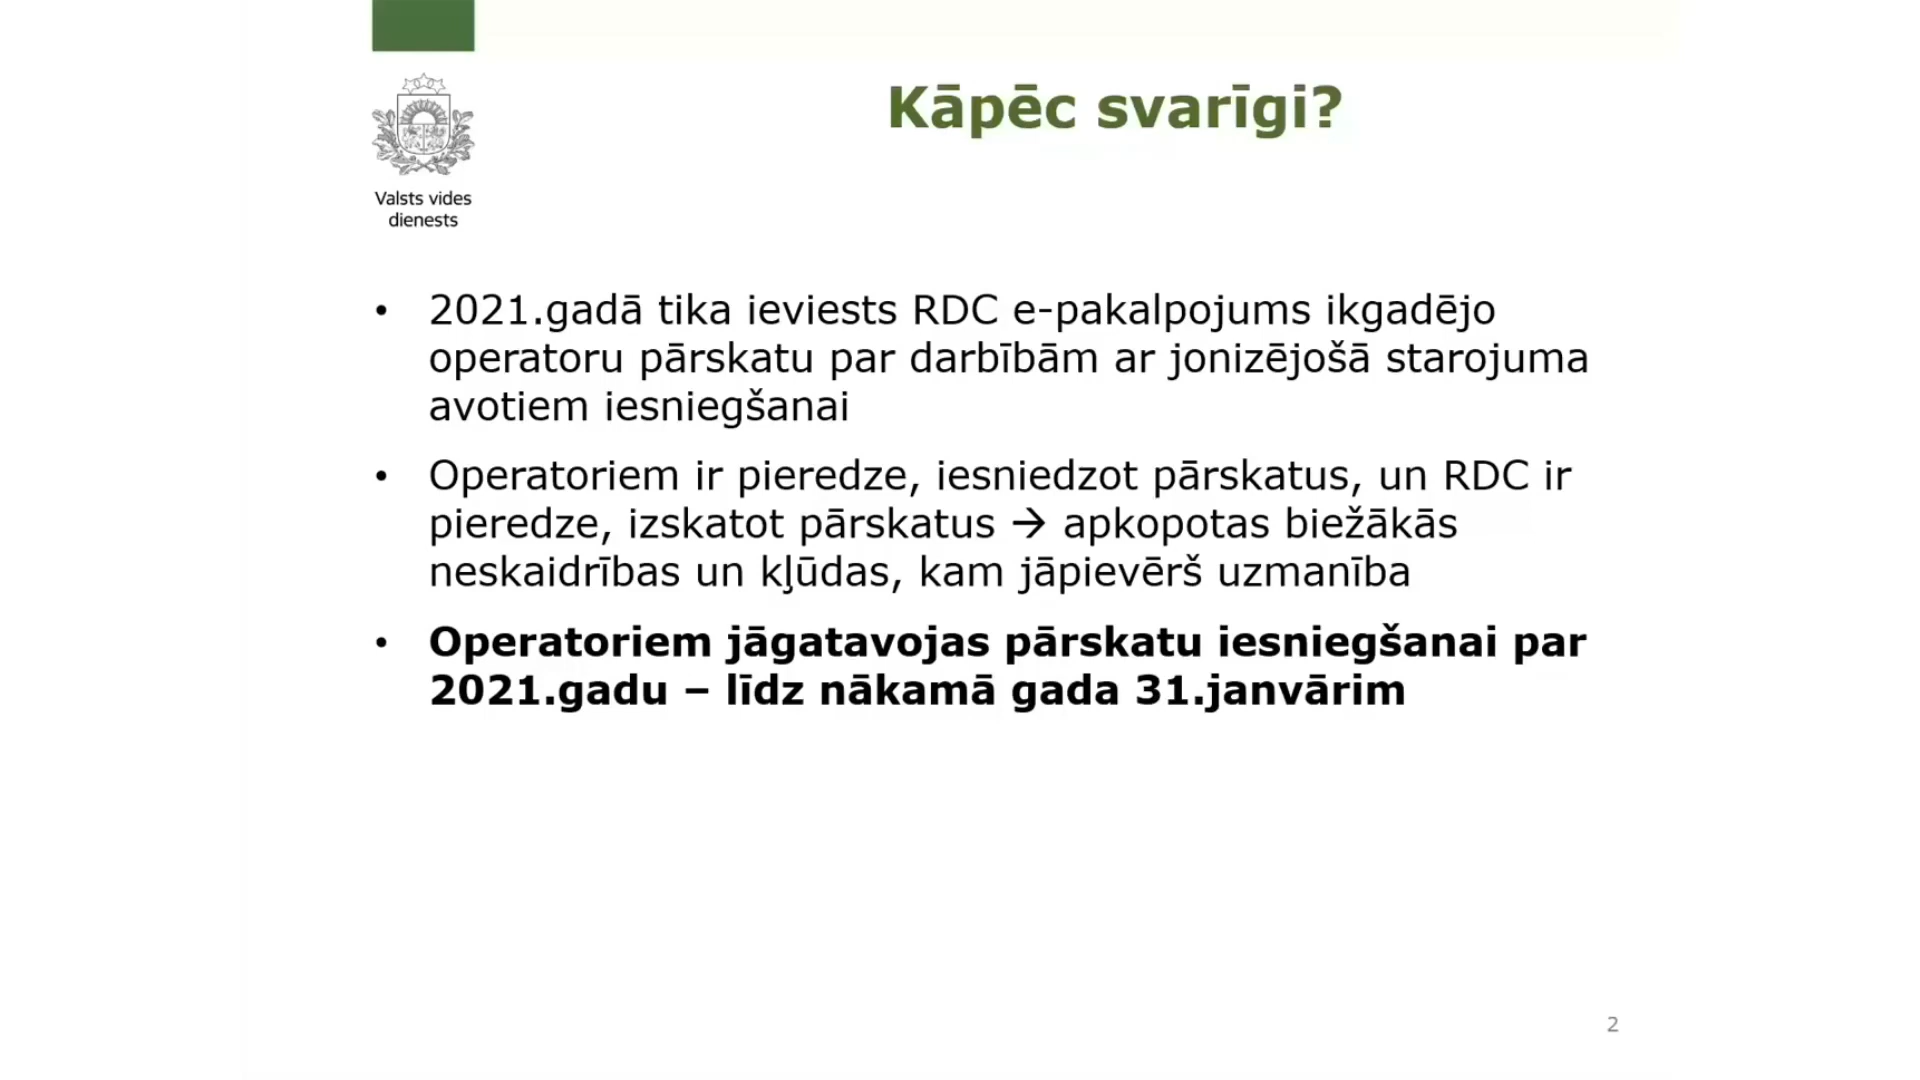 Valsts vides
dienests
Kāpēc svarīgi?
• 2021.gadā tika ieviests RDC e-pakalpojums ikgadējo
operatoru pārskatu par darbībām ar jonizējošā starojuma
avotiem iesniegšanai
• Operatoriem ir pieredze, iesniedzot pārskatus, un RDC ir
pieredze, izskatot pārskatus → apkopotas biežākās
neskaidrības un kļūdas, kam jāpievērš uzmanība
• Operatoriem jāgatavojas pārskatu iesniegšanai par
2021.gadu – līdz nākamā gada 31.janvārim
2